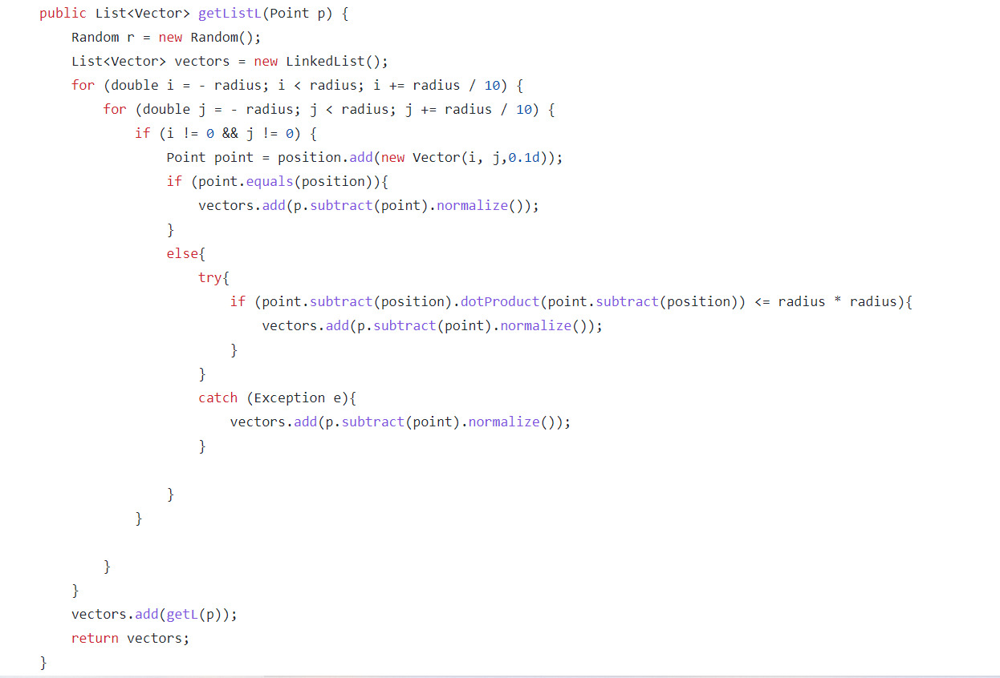 public List<Vector> getListL(Point p) {
    Random r = new Random();
    List<Vector> vectors = new LinkedList();
    for (double i = - radius; i < radius; i += radius / 10) {
        for (double j = - radius; j < radius; j += radius / 10) {
            if (i != 0 && j != 0) {
                Point point = position.add(new Vector(i, j,0.1d));
                if (point.equals(position)){
                    vectors.add(p.subtract(point).normalize());
                }
                else{
                    try{
                        if (point.subtract(position).dotProduct(point.subtract(position)) <= radius * radius){
                            vectors.add(p.subtract(point).normalize());
                        }
                    }
                    catch (Exception e){
                        vectors.add(p.subtract(point).normalize());
                    }

                }
            }

        }
    }
    vectors.add(getL(p));
    return vectors;
}